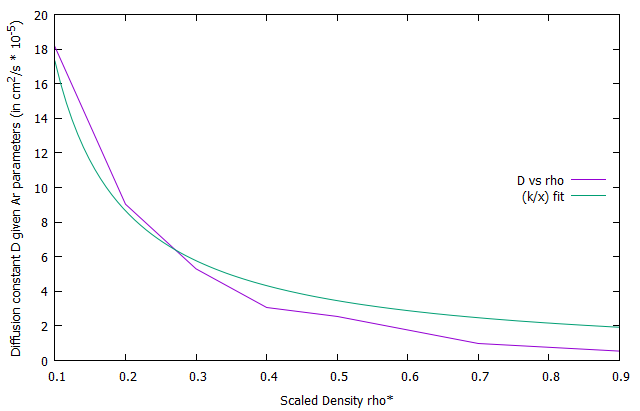 Diffusion constant D given Ar parameters (in cm²/s * 10⁻⁵)
20
18
16
14
12
10
8
6
4
2
0
D vs rho
(k/x) fit
0.1 0.2 0.3 0.4 0.5 0.6 0.7 0.8 0.9
Scaled Density rho*